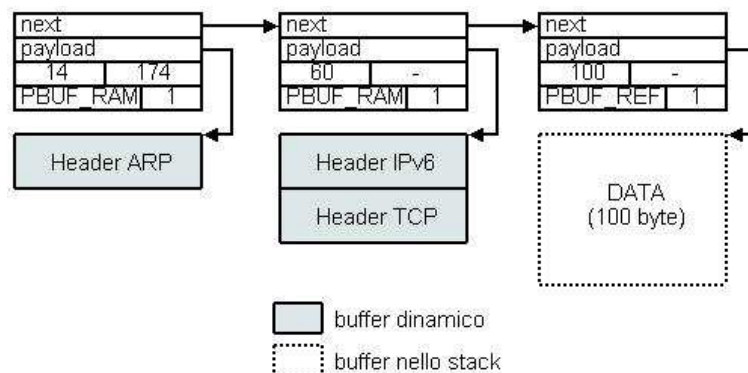 next
payload
14 174
PBUF_RAM 1
next
payload
60 -
PBUF_RAM 1
next
payload
100 -
PBUF_REF 1
Header ARP
Header IPv6
Header TCP
DATA
(100 byte)
buffer dinamico
buffer nello stack